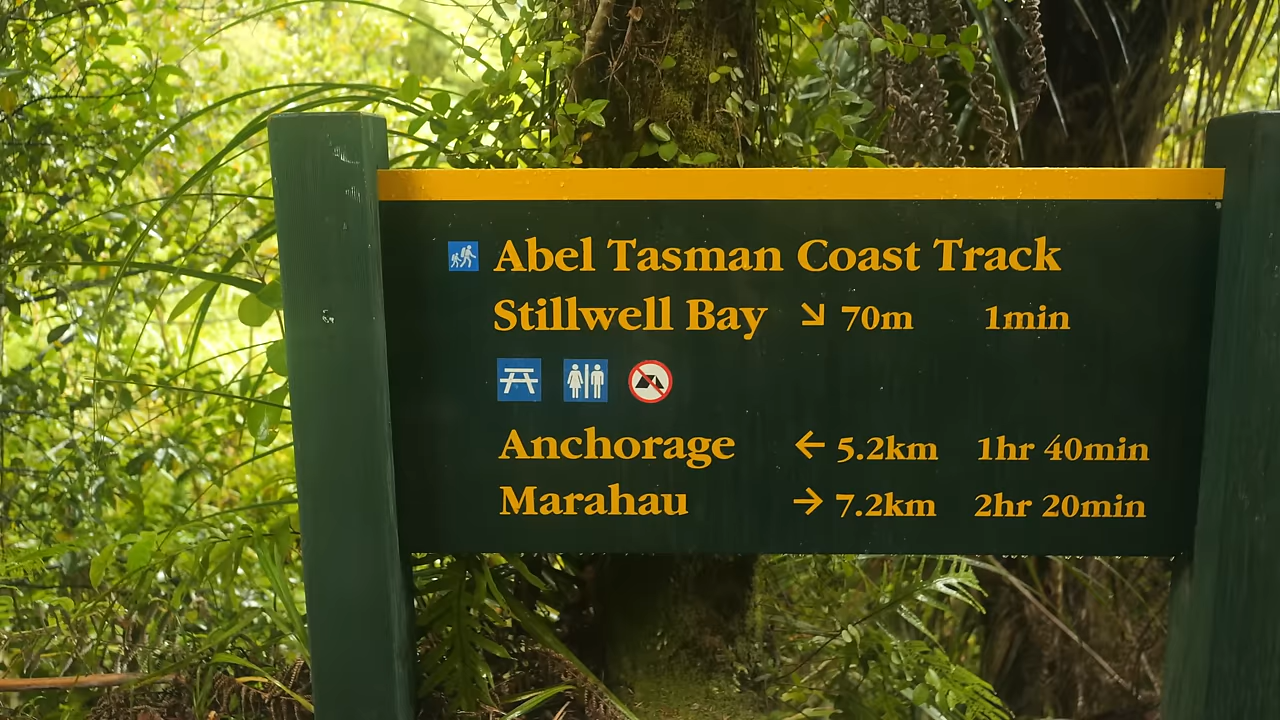 Abel Tasman Coast Track
Stillwell Bay ↘ 70m 1min
Anchorage ← 5.2km 1hr 40min
Marahau → 7.2km 2hr 20min